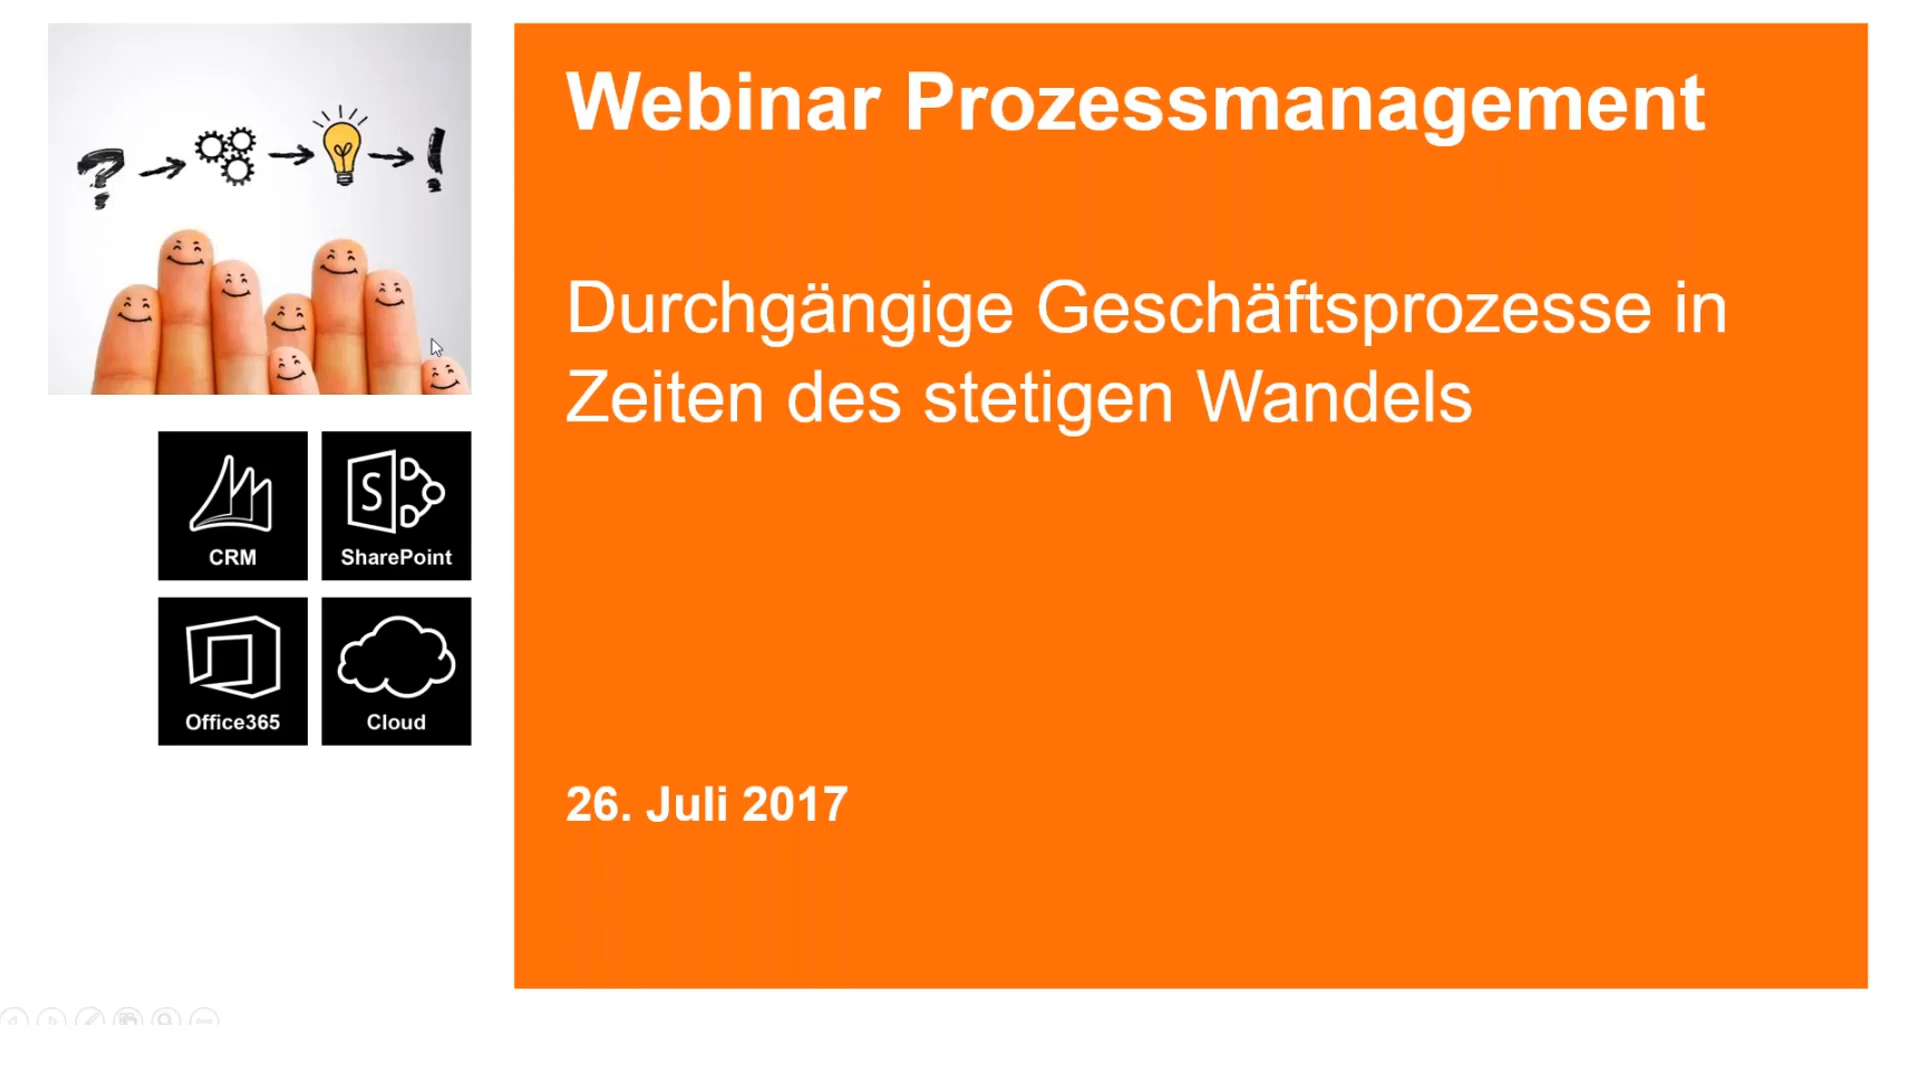 Webinar Prozessmanagement
Durchgängige Geschäftsprozesse in
Zeiten des stetigen Wandels
CRM
SharePoint
Office365
Cloud
26. Juli 2017